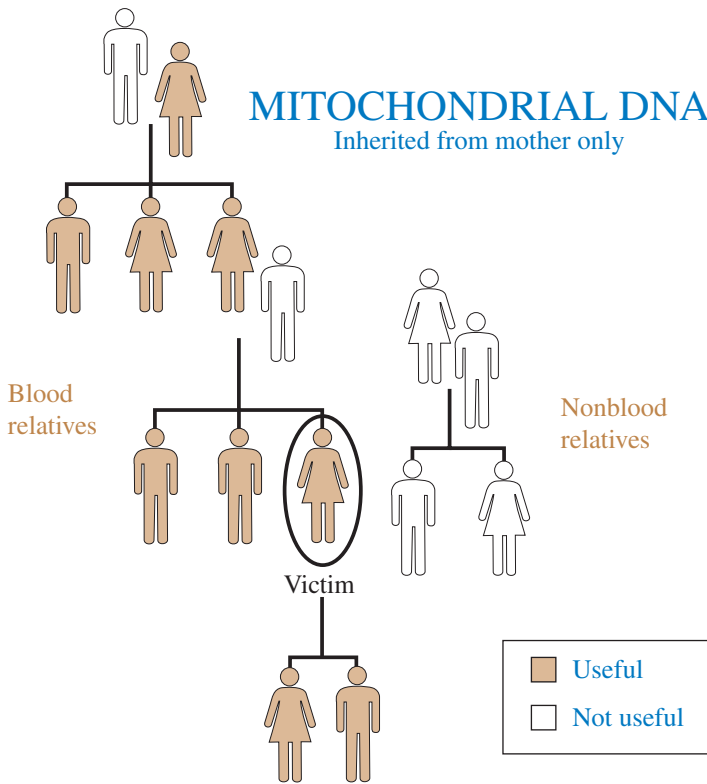 MITOCHONDRIAL DNA
Inherited from mother only
Blood
relatives
Nonblood
relatives
Victim
Useful
Not useful